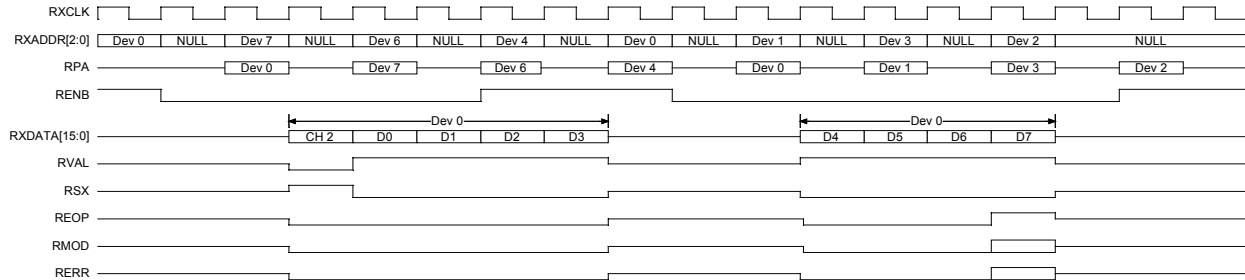 RXCLK
RXADDR[2:0] Dev 0 NULL Dev 7 NULL Dev 6 NULL Dev 4 NULL Dev 0 NULL Dev 1 NULL Dev 3 NULL Dev 2 NULL
RPA Dev 0 Dev 7 Dev 6 Dev 4 Dev 0 Dev 1 Dev 3 Dev 2
RENB
Dev 0 Dev 0
RXDATA[15:0] CH 2 D0 D1 D2 D3 D4 D5 D6 D7
RVAL
RSX
REOP
RMOD
RERR